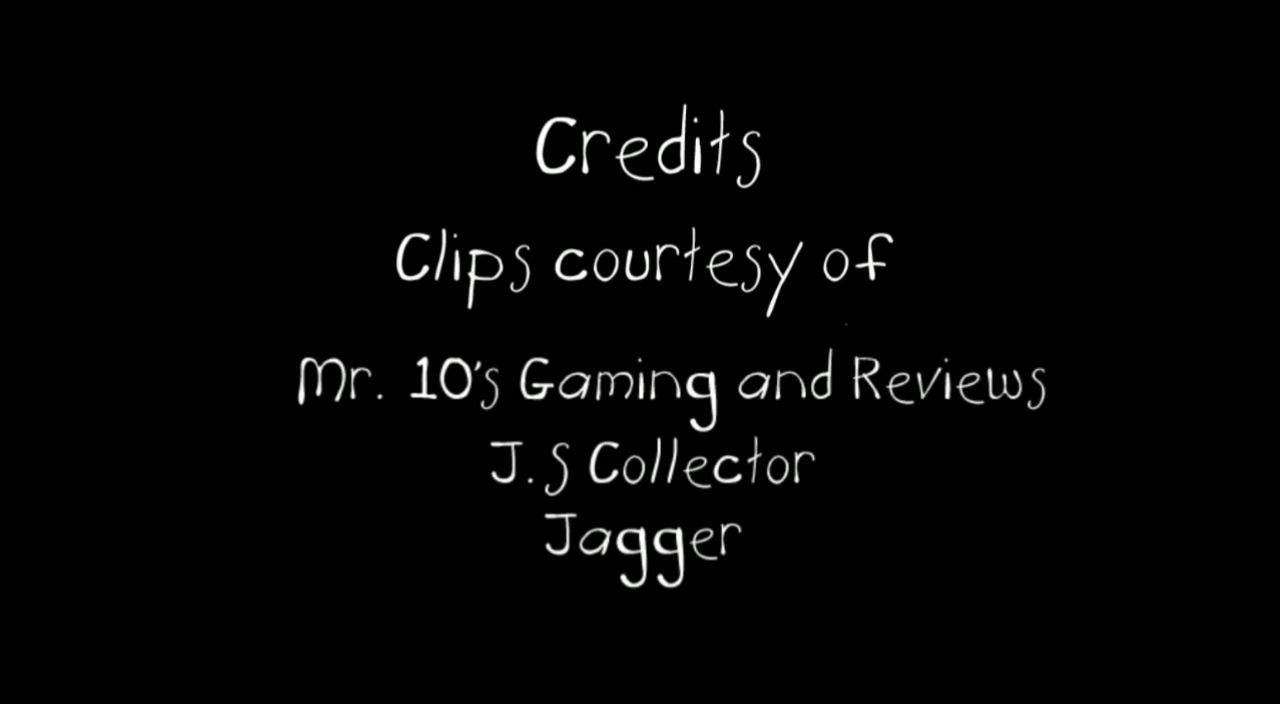 Credits
Clips courtesy of
Mr. 10's Gaming and Reviews
J.S Collector
Jagger